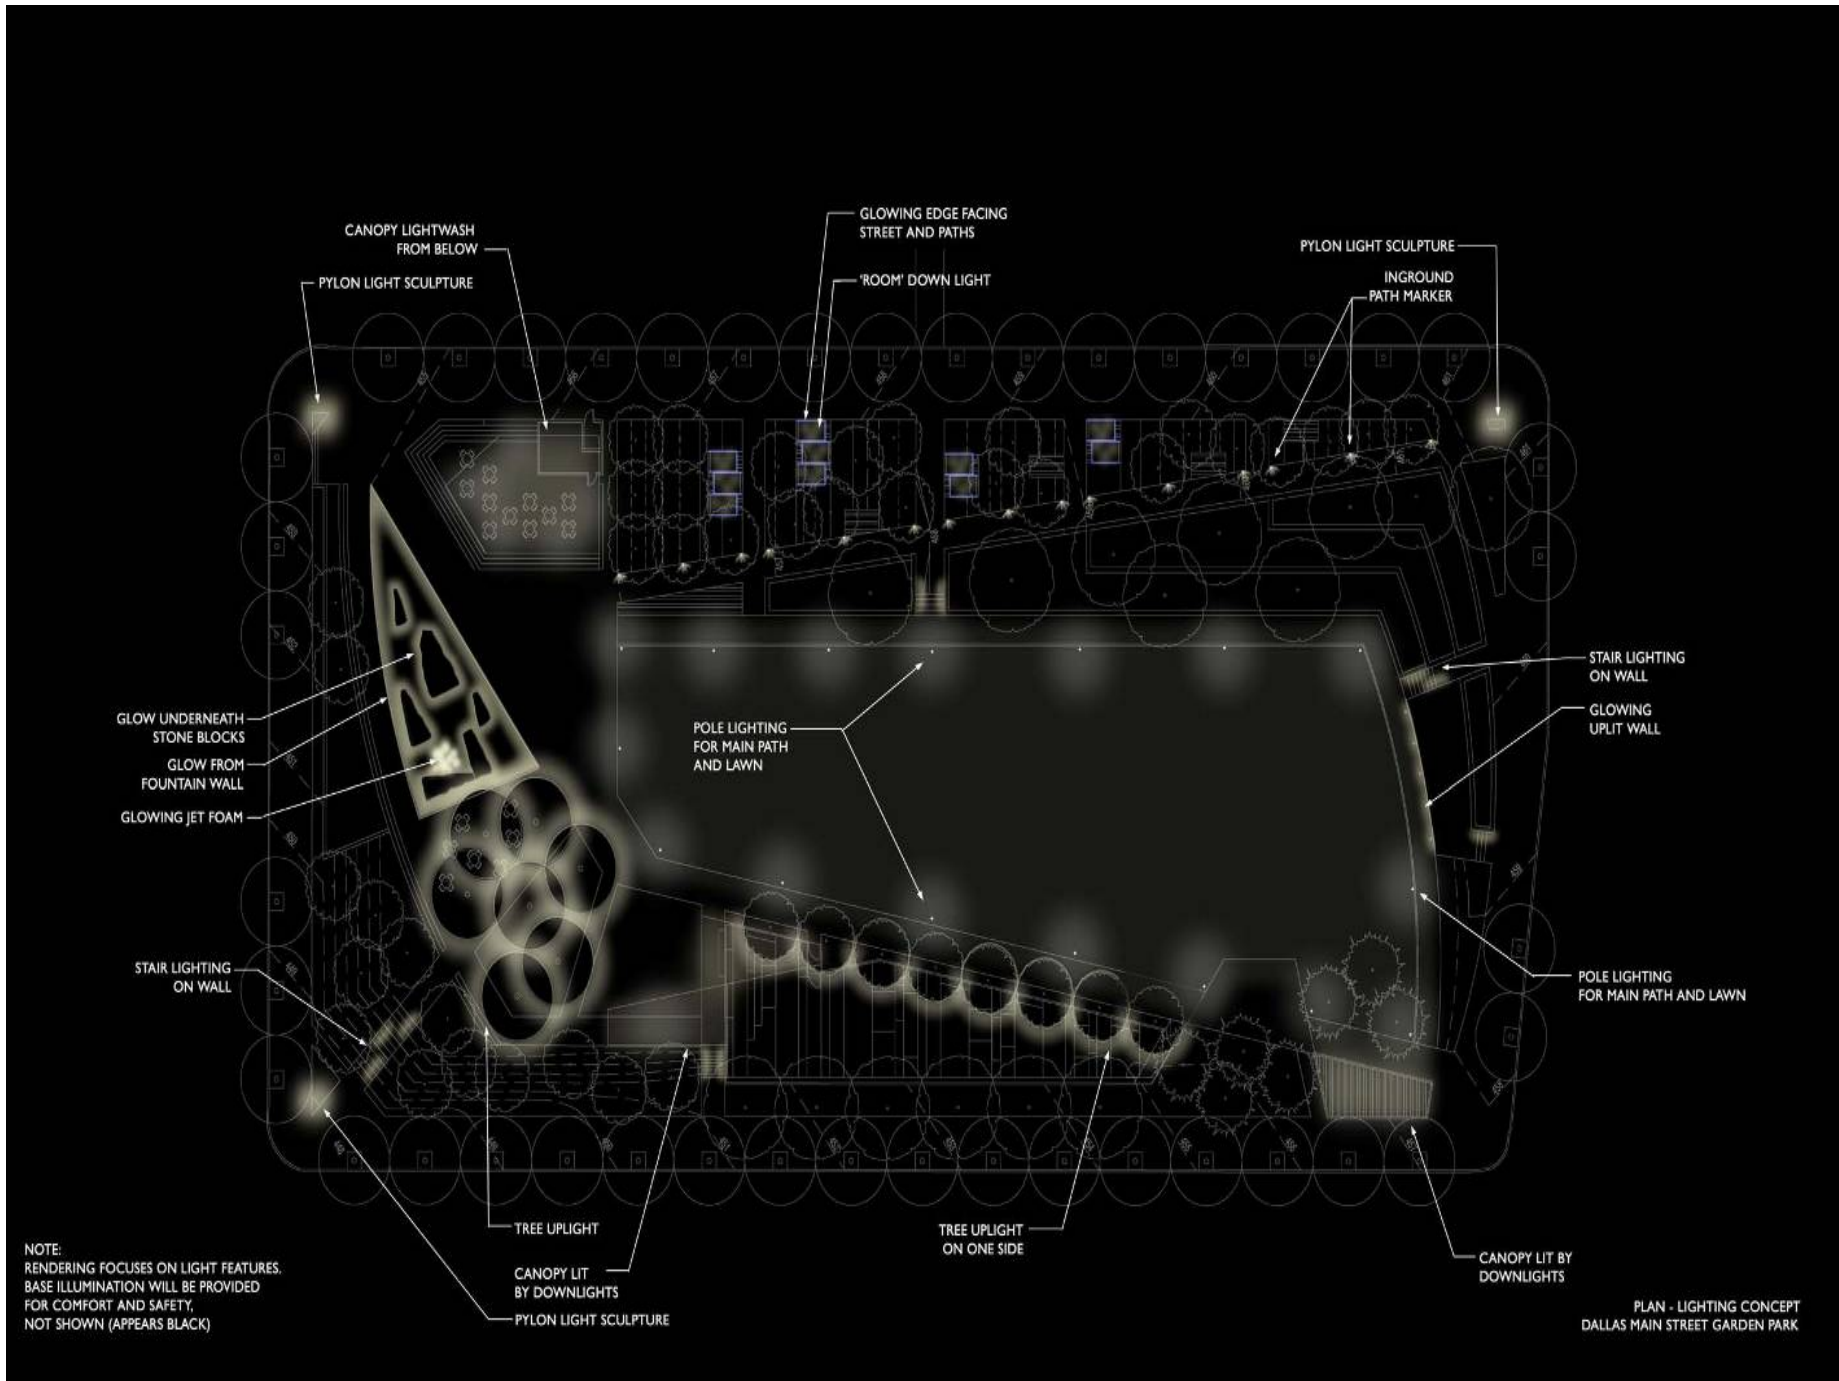 GLOWING EDGE FACING
STREET AND PATHS
CANOPY LIGHTWASH
FROM BELOW
PYLON LIGHT SCULPTURE
'ROOM' DOWN LIGHT
PYLON LIGHT SCULPTURE
INGROUND
PATH MARKER
STAIR LIGHTING
ON WALL
GLOWING
UPLIT WALL
GLOW UNDERNEATH
STONE BLOCKS
GLOW FROM
FOUNTAIN WALL
GLOWING JET FOAM
POLE LIGHTING
FOR MAIN PATH
AND LAWN
STAIR LIGHTING
ON WALL
POLE LIGHTING
FOR MAIN PATH AND LAWN
TREE UPLIGHT
CANOPY LIT
BY DOWNLIGHTS
PYLON LIGHT SCULPTURE
TREE UPLIGHT
ON ONE SIDE
CANOPY LIT BY
DOWNLIGHTS
NOTE:
RENDERING FOCUSES ON LIGHT FEATURES.
BASE ILLUMINATION WILL BE PROVIDED
FOR COMFORT AND SAFETY,
NOT SHOWN (APPEARS BLACK)
PLAN - LIGHTING CONCEPT
DALLAS MAIN STREET GARDEN PARK